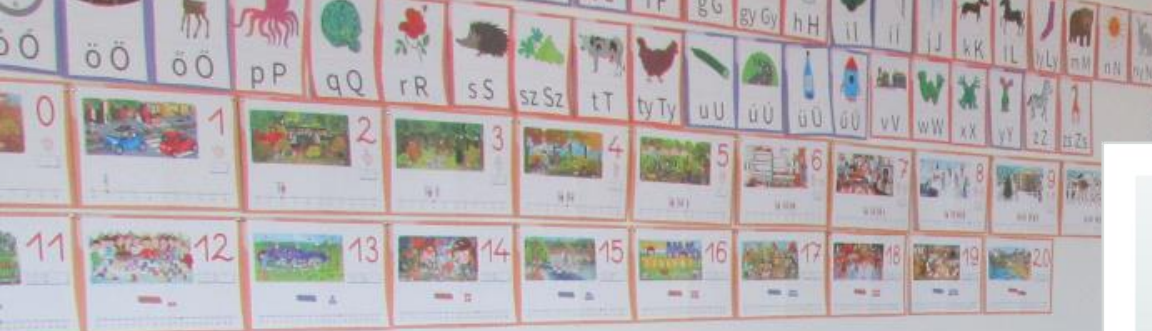 gG gy Gy hH iI íÍ jJ kK lL ly Ly mM nN
óÓ öÖ őŐ pP qQ rR sS sz Sz tT ty Ty uU úÚ üÜ űŰ vV wW xX yY zZ zs Zs
0 1 2 3 4 5 6 7 8 9
11 12 13 14 15 16 17 18 19 20